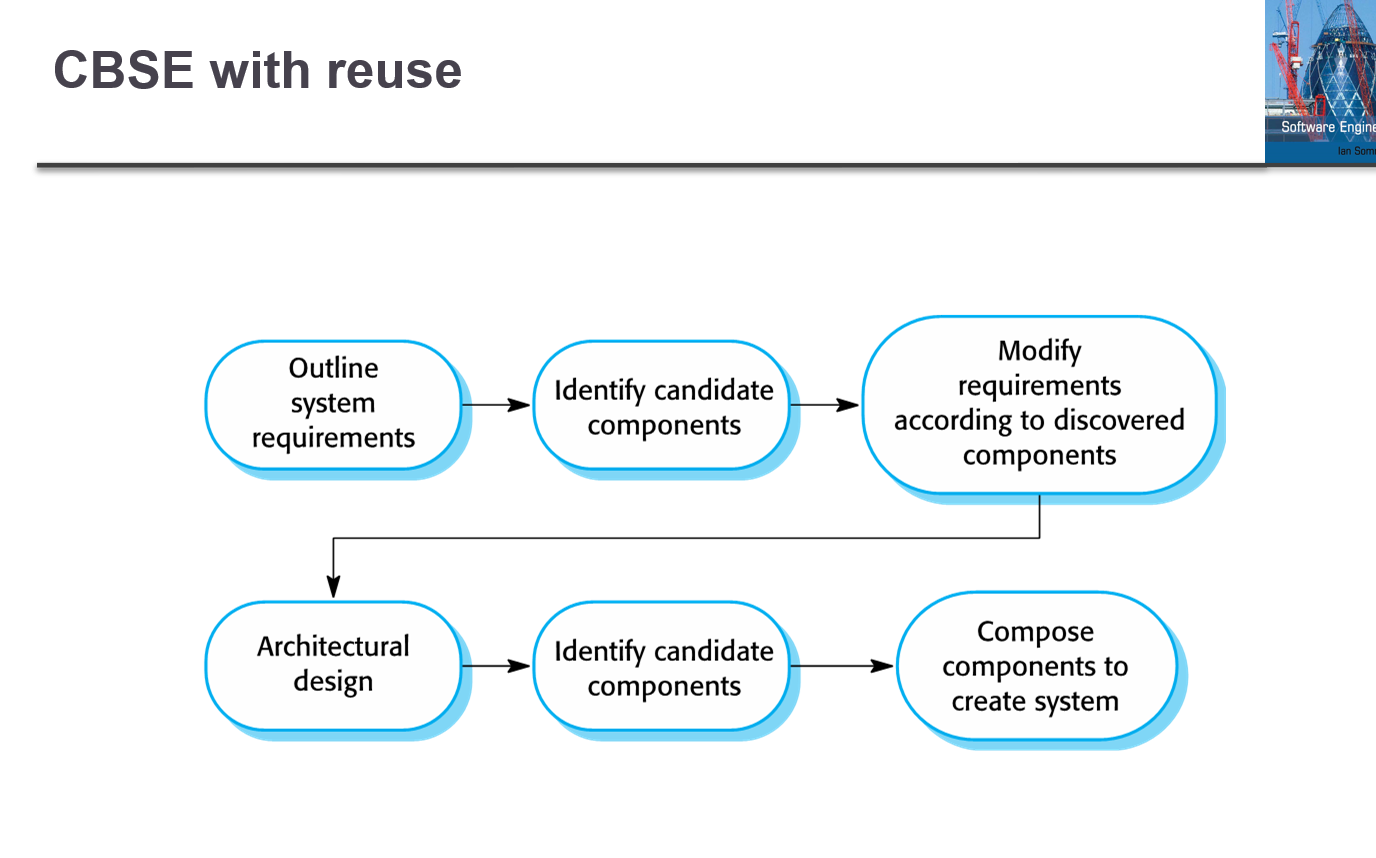 CBSE with reuse
Software Engine
Ian Som
Outline
system
requirements
Identify candidate
components
Modify
requirements
according to discovered
components
Architectural
design
Identify candidate
components
Compose
components to
create system